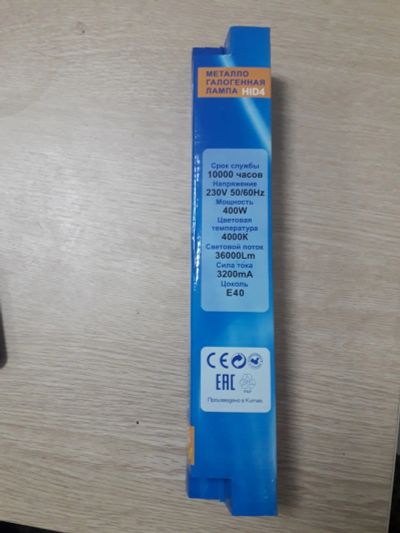 МЕТАЛЛО
ГАЛОГЕННАЯ
ЛАМПА HID4
Срок службы
10000 часов
Напряжение
230V 50/60Hz
Мощность
400W
Цветовая
температура
4000K
Световой поток
36000Lm
Сила тока
3200mA
Цоколь
E40
CE
EAC
Произведено в Китае